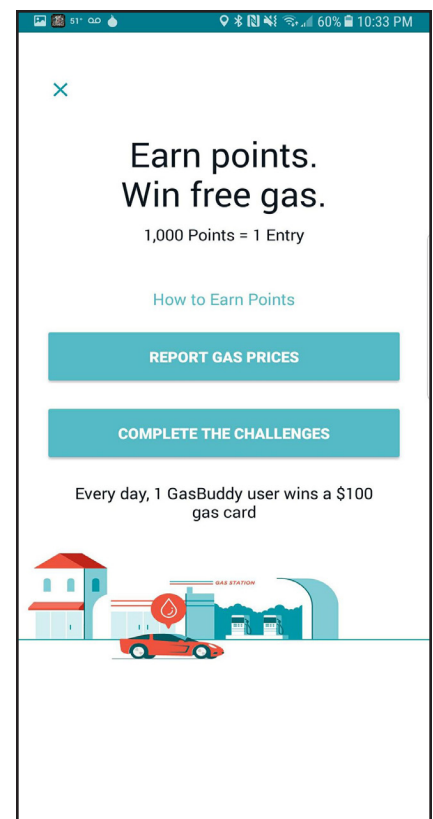 51° 60% 10:33 PM
Earn points.
Win free gas.
1,000 Points = 1 Entry
How to Earn Points
REPORT GAS PRICES
COMPLETE THE CHALLENGES
Every day, 1 GasBuddy user wins a $100
gas card
GAS STATION